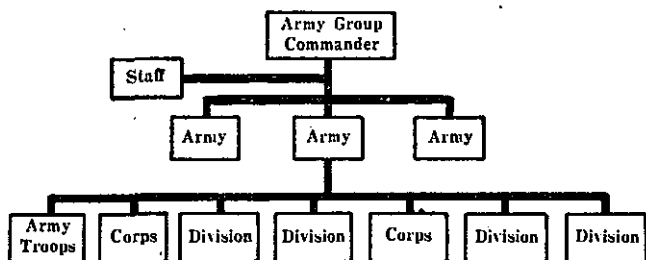 Army Group
Commander
Staff
Army Army Army
Army
Troops Corps Division Division Corps Division Division